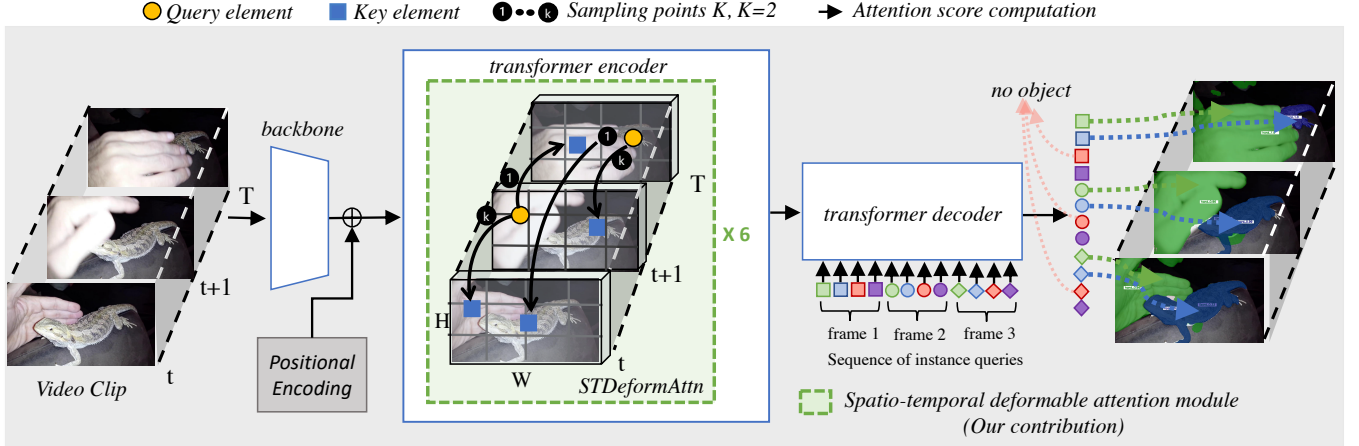 Query element
Key element
1 k Sampling points K, K=2
Attention score computation
transformer encoder
no object
backbone
1
1
k
T
T
k
transformer decoder
X 6
t+1
t+1
H
frame 1
frame 2
frame 3
Positional
Encoding
t
Sequence of instance queries
W
t
Video Clip
STDeformAttn
Spatio-temporal deformable attention module
(Our contribution)